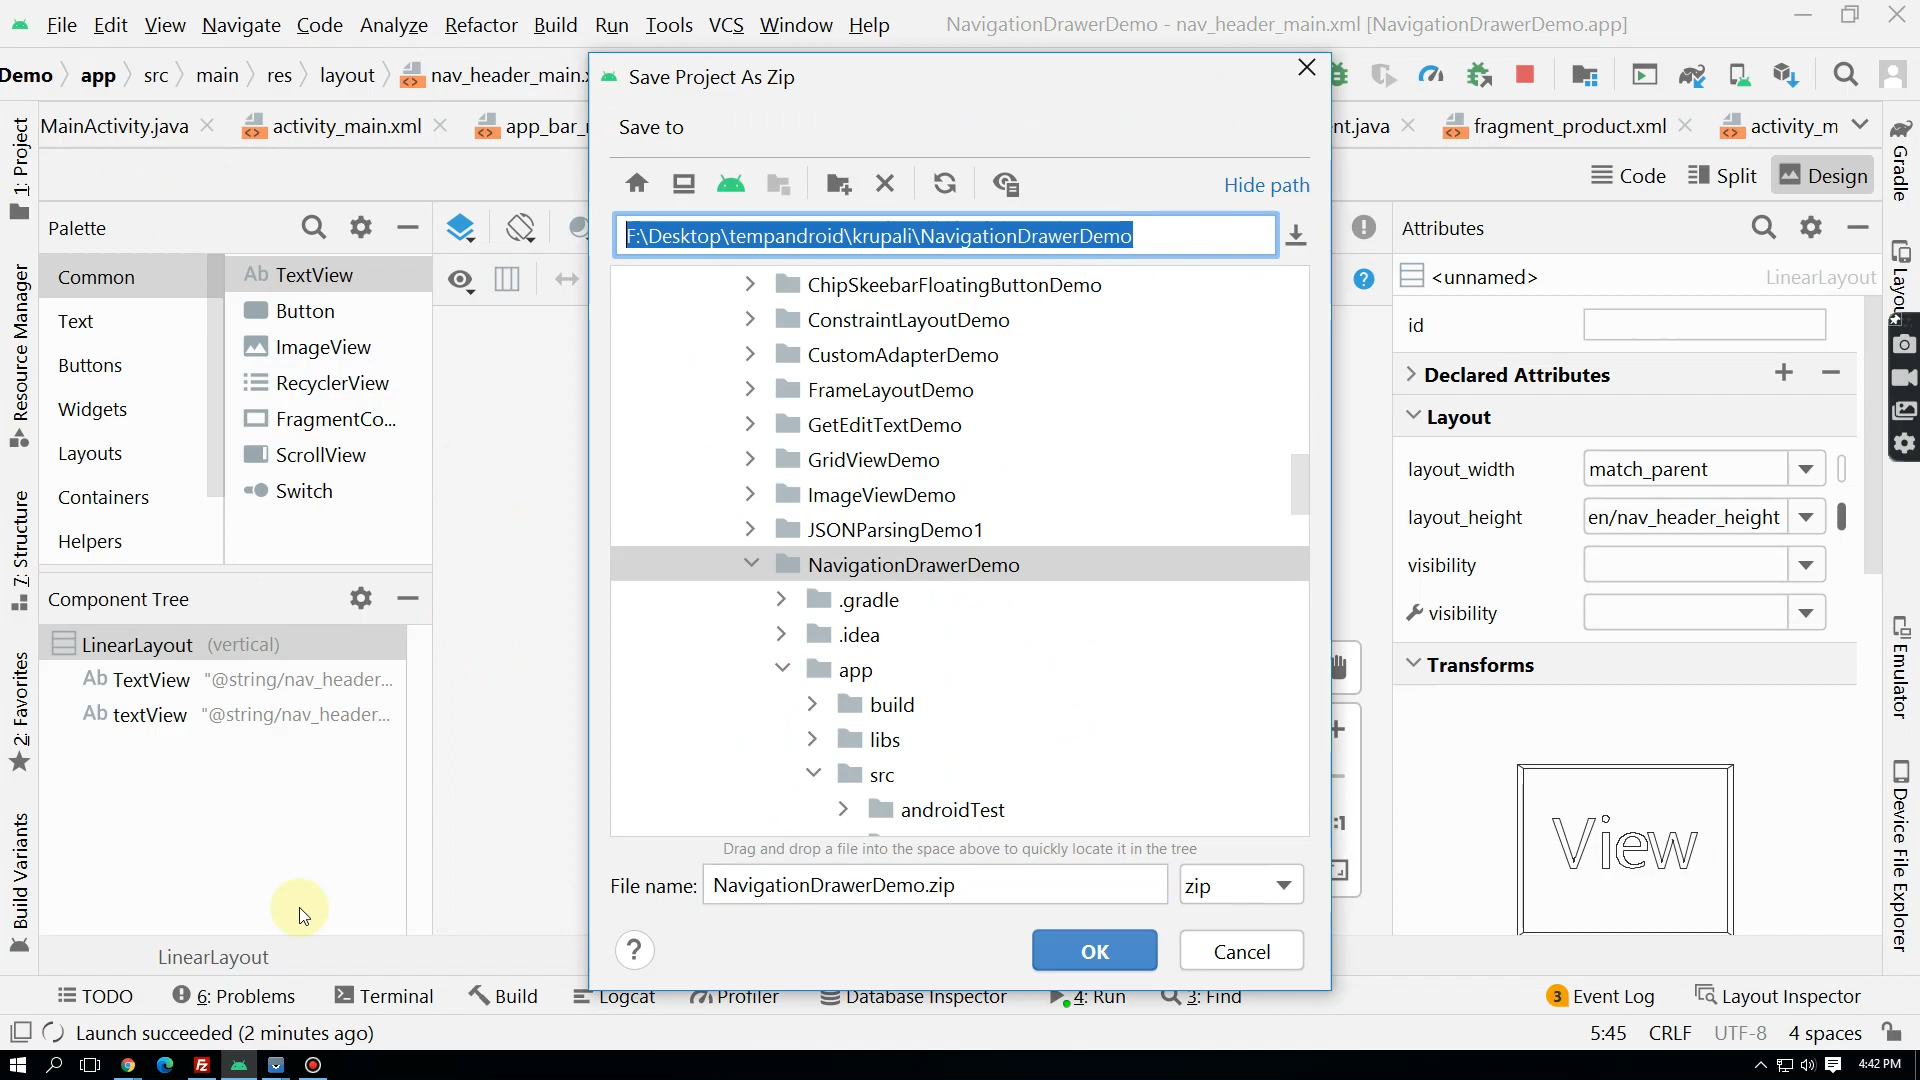 File Edit View Navigate Code Analyze Refactor Build Run Tools VCS Window Help NavigationDrawerDemo - nav_header_main.xml [NavigationDrawerDemo.app]
Demo app src main res layout nav_header_main.x
Save Project As Zip
Save to
MainActivity.java activity_main.xml app_bar_ nt.java fragment_product.xml activity_m
Hide path
Code Split Design
F:\Desktop\tempandroid\krupali\NavigationDrawerDemo
Palette
Common
Text
Buttons
Widgets
Layouts
Containers
Helpers
Ab TextView
Button
ImageView
RecyclerView
FragmentCo...
ScrollView
Switch
ChipSkeebarFloatingButtonDemo
ConstraintLayoutDemo
CustomAdapterDemo
FrameLayoutDemo
GetEditTextDemo
GridViewDemo
ImageViewDemo
JSONParsingDemo1
NavigationDrawerDemo
.gradle
.idea
app
build
libs
src
androidTest
Drag and drop a file into the space above to quickly locate it in the tree
File name: NavigationDrawerDemo.zip zip
? OK Cancel
Component Tree
LinearLayout (vertical)
Ab TextView "@string/nav_header...
Ab textView "@string/nav_header...
LinearLayout
Attributes
<unnamed> LinearLayout
id
Declared Attributes
Layout
layout_width match_parent
layout_height en/nav_header_height
visibility
visibility
Transforms
View
1: Project
Resource Manager
7: Structure
2: Favorites
Build Variants
Gradle
Layou
Emulator
Device File Explorer
:1
TODO 6: Problems Terminal Build Logcat Profiler Database Inspector 4: Run 3: Find 3 Event Log Layout Inspector
Launch succeeded (2 minutes ago) 5:45 CRLF UTF-8 4 spaces
4:42 PM